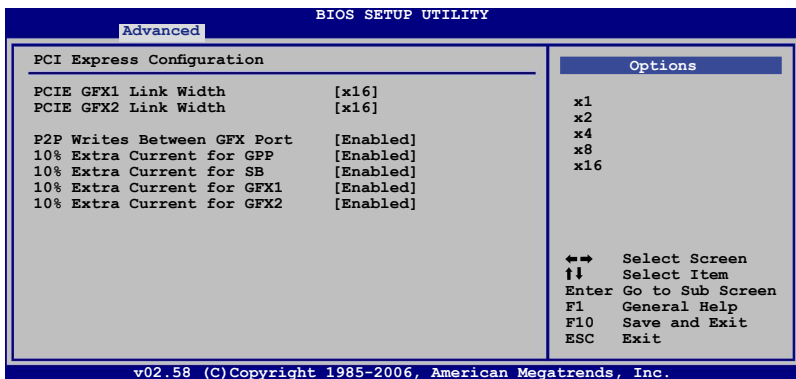 BIOS SETUP UTILITY
Advanced
PCI Express Configuration
PCIE GFX1 Link Width [x16]
PCIE GFX2 Link Width [x16]
P2P Writes Between GFX Port [Enabled]
10% Extra Current for GPP [Enabled]
10% Extra Current for SB [Enabled]
10% Extra Current for GFX1 [Enabled]
10% Extra Current for GFX2 [Enabled]
Options
x1
x2
x4
x8
x16
←→ Select Screen
↑↓ Select Item
Enter Go to Sub Screen
F1 General Help
F10 Save and Exit
ESC Exit
v02.58 (C)Copyright 1985-2006, American Megatrends, Inc.